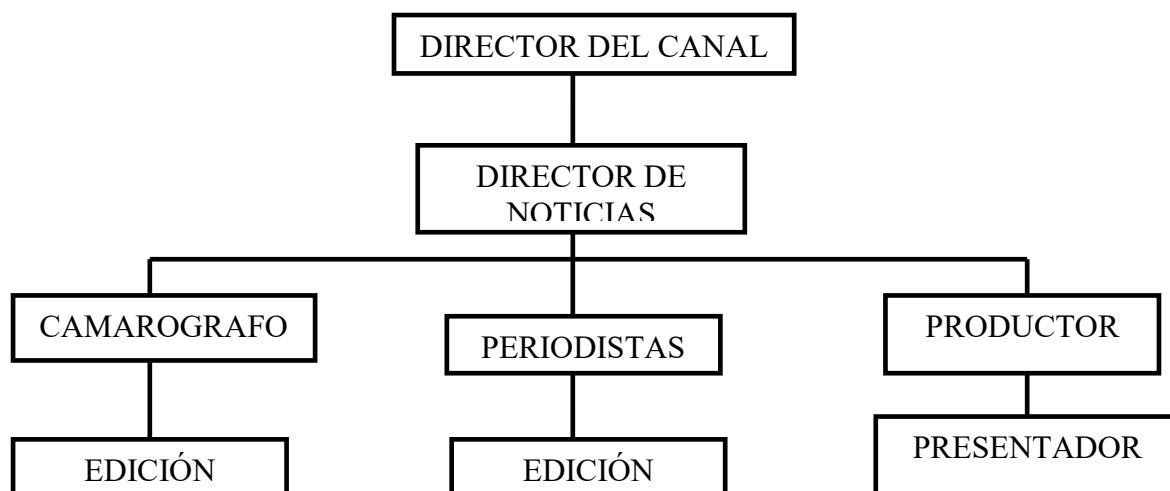 DIRECTOR DEL CANAL
DIRECTOR DE
NOTICIAS
CAMAROGRAFO
PERIODISTAS
PRODUCTOR
EDICIÓN
EDICIÓN
PRESENTADOR